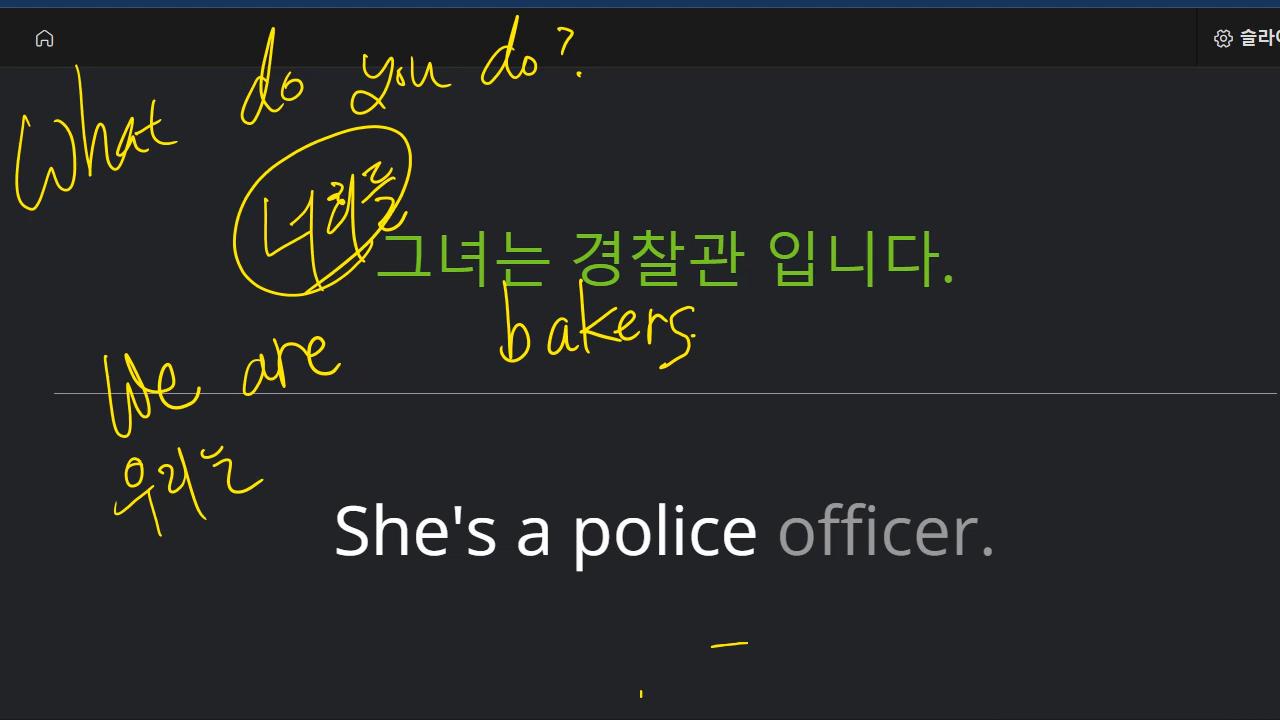 슬라이
What do you do?
너희들
그녀는 경찰관 입니다.
We are bakers.
우리는
She's a police officer.